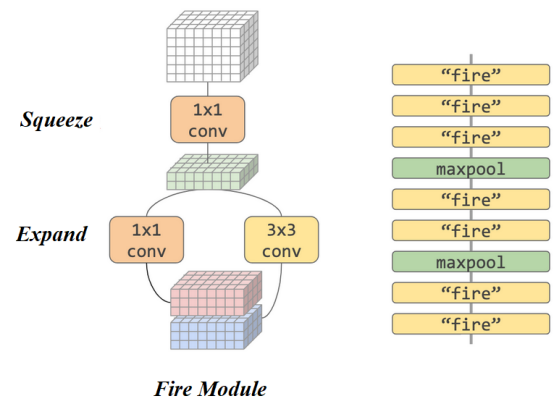 Squeeze
1x1
conv
Expand
1x1
conv
3x3
conv
Fire Module
“fire”
“fire”
“fire”
maxpool
“fire”
“fire”
maxpool
“fire”
“fire”